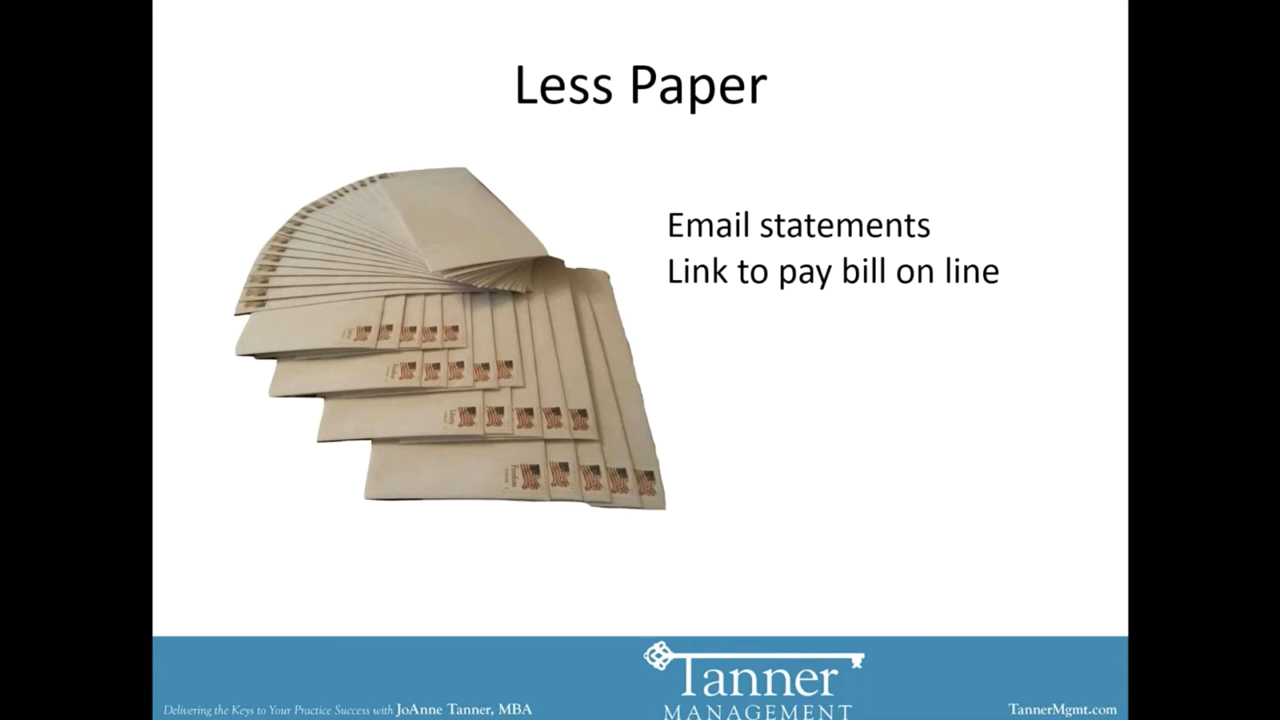 Less Paper
Email statements
Link to pay bill on line
Delivering the Keys to Your Practice Success with JoAnne Tanner, MBA
Tanner
MANAGEMENT
TannerMgmt.com